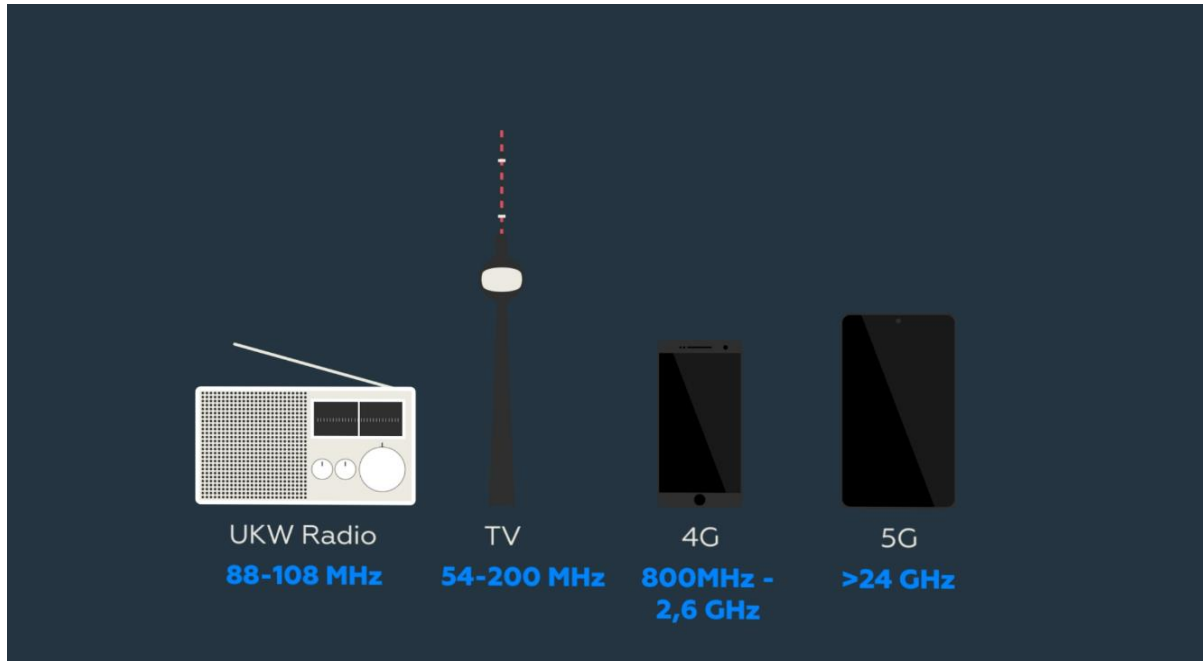 UKW Radio
88-108 MHz
TV
54-200 MHz
4G
800MHz -
2,6 GHz
5G
>24 GHz